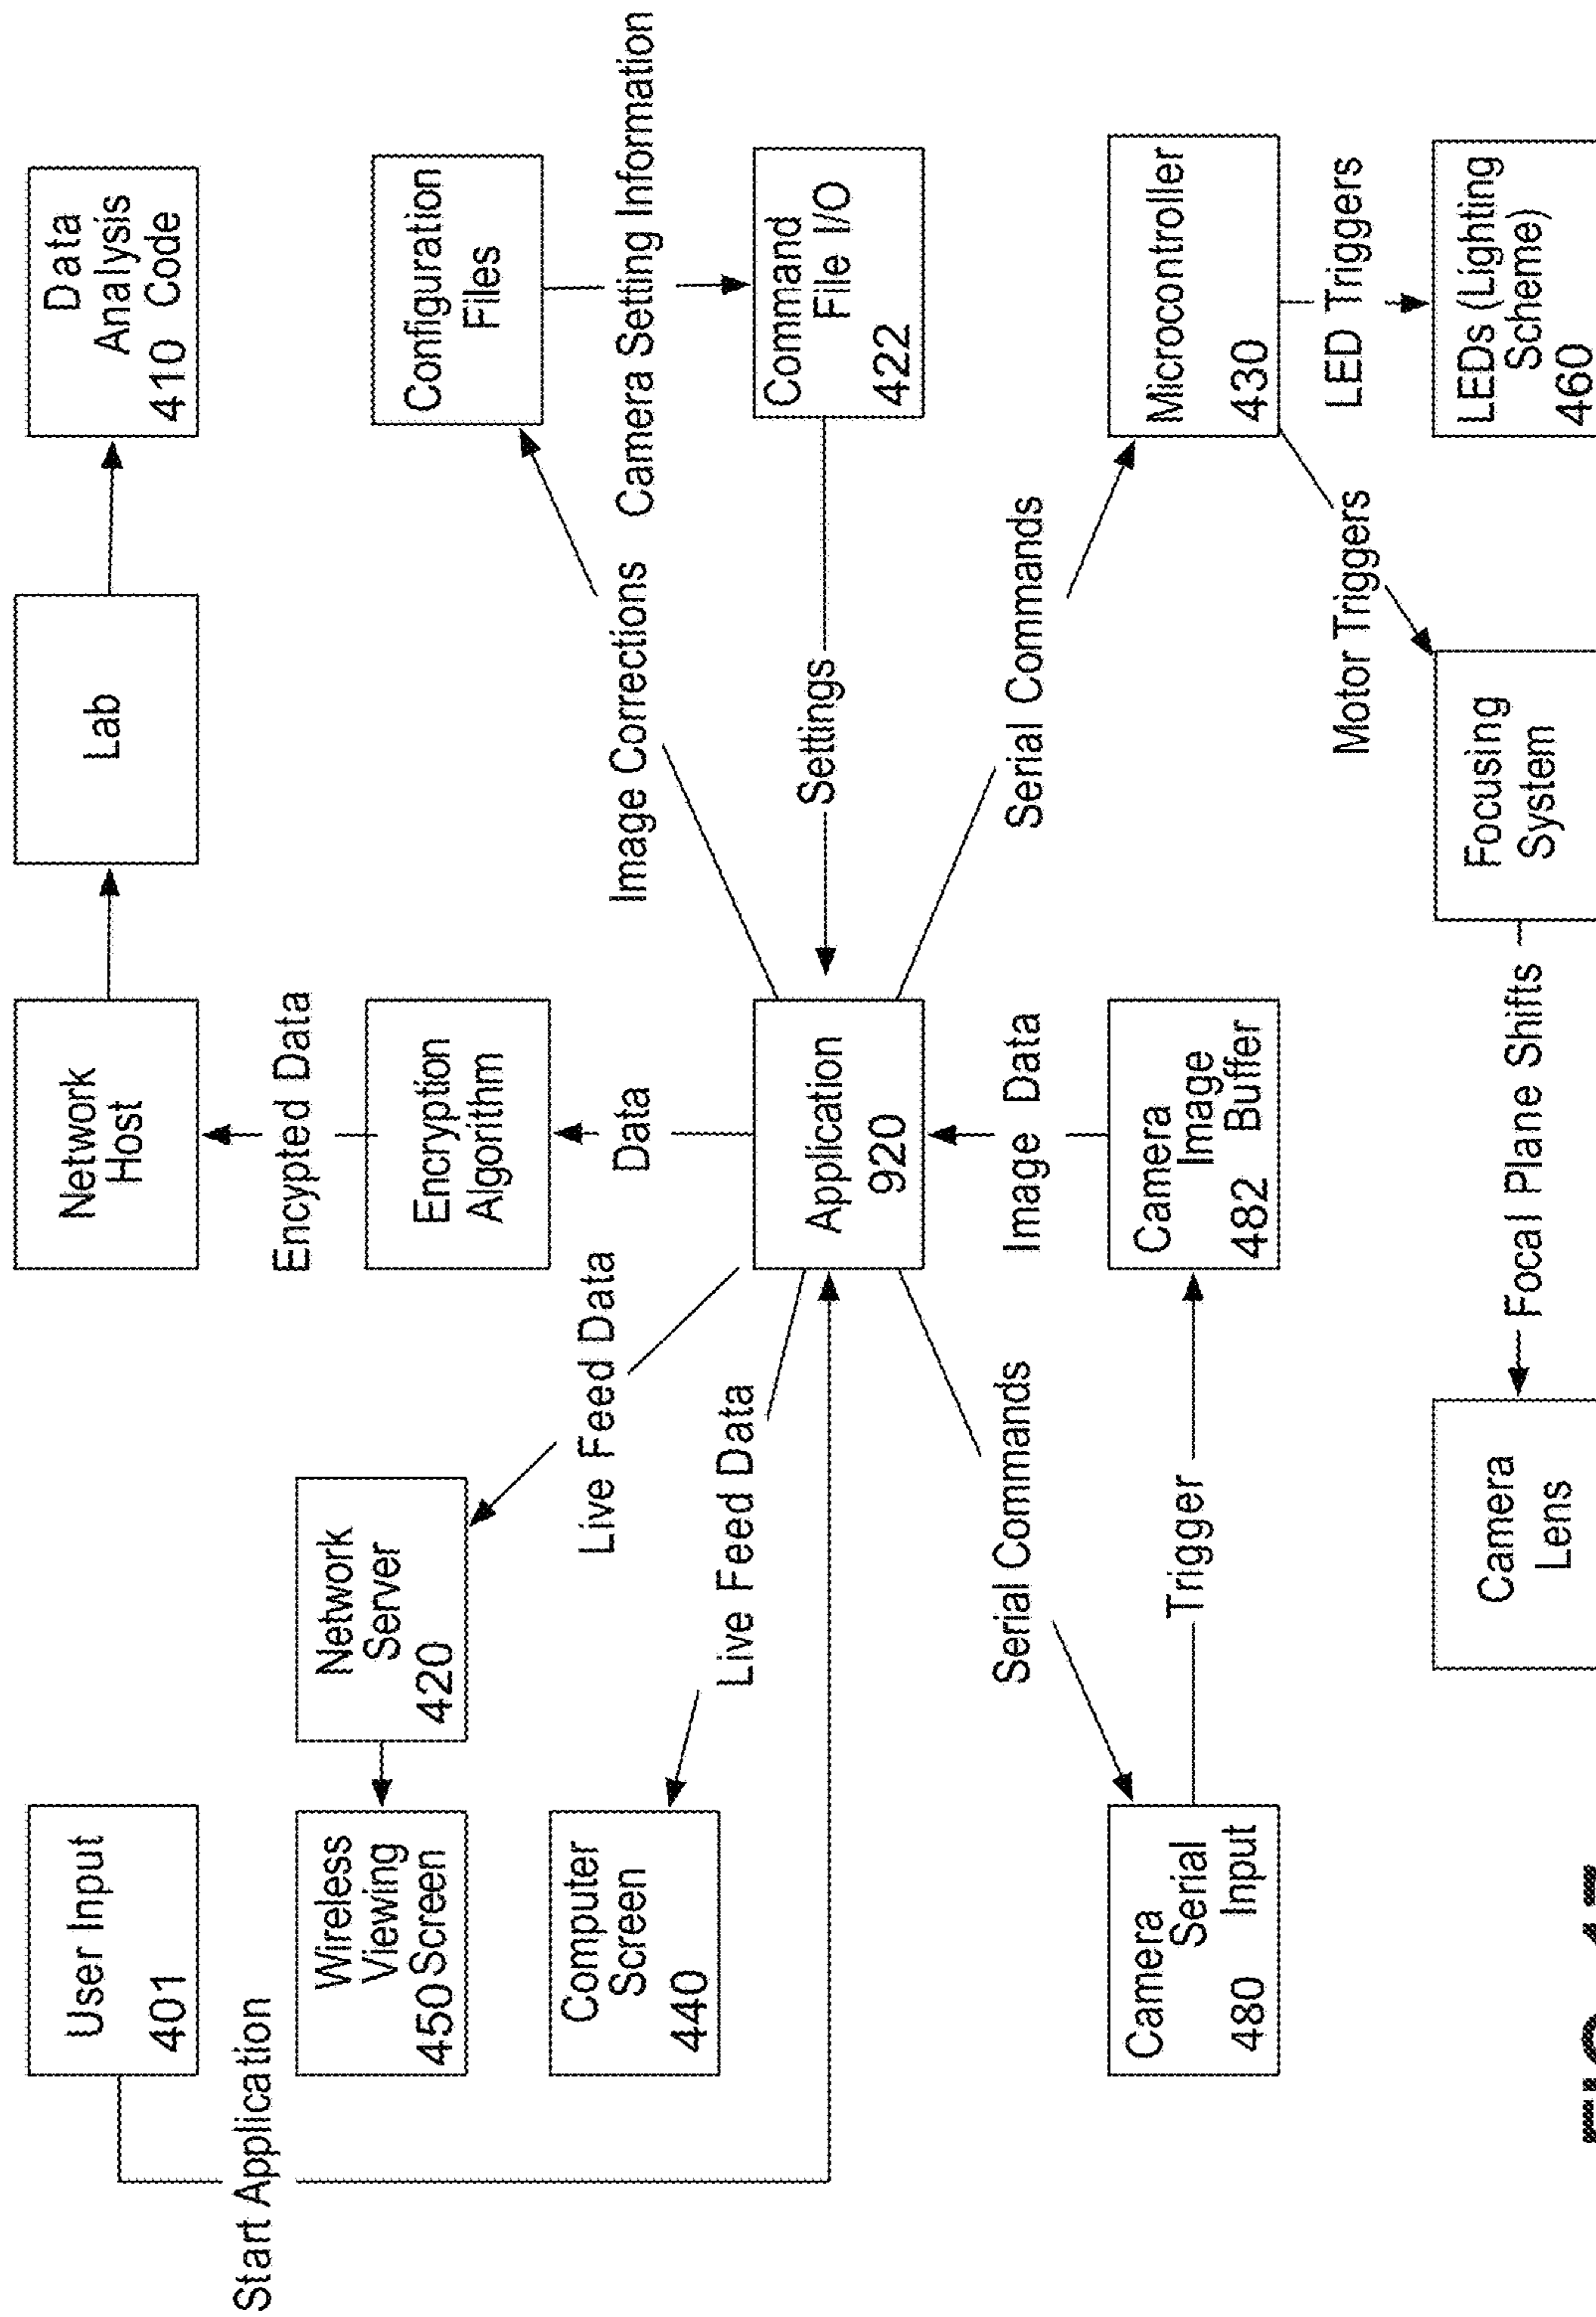 User Input
401
Network
Host
Lab
Data
Analysis
410 Code
Start Application
Encypted Data
Wireless
Viewing
450 Screen
Network
Server
420
Encryption
Algorithm
Configuration
Files
Live Feed Data
Data
Image Corrections
Camera Setting Information
Computer
Screen
440
Live Feed Data
Application
920
Settings
Command
File I/O
422
Serial Commands
Image Data
Serial Commands
Camera
Serial
480 Input
Trigger
Camera
Image
482 Buffer
Microcontroller
430
Motor Triggers
LED Triggers
Camera
Lens
Focal Plane Shifts
Focusing
System
LEDs (Lighting
Scheme)
460